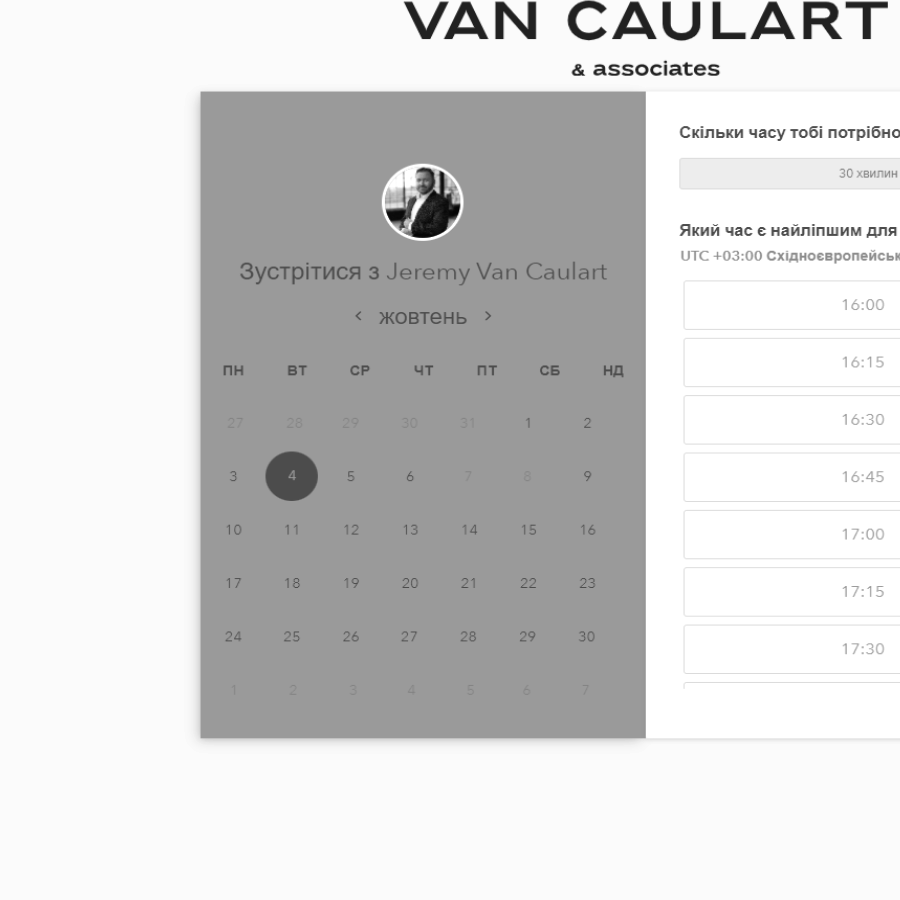 VAN CAULART
& associates
Зустрітися з Jeremy Van Caulart
жовтень
ПН ВТ СР ЧТ ПТ СБ НД
27 28 29 30 31 1 2
3 4 5 6 7 8 9
10 11 12 13 14 15 16
17 18 19 20 21 22 23
24 25 26 27 28 29 30
1 2 3 4 5 6 7
Скільки часу тобі потрібно
30 хвилин
Який час є найліпшим для
UTC +03:00 Східноєвропейськ
16:00
16:15
16:30
16:45
17:00
17:15
17:30